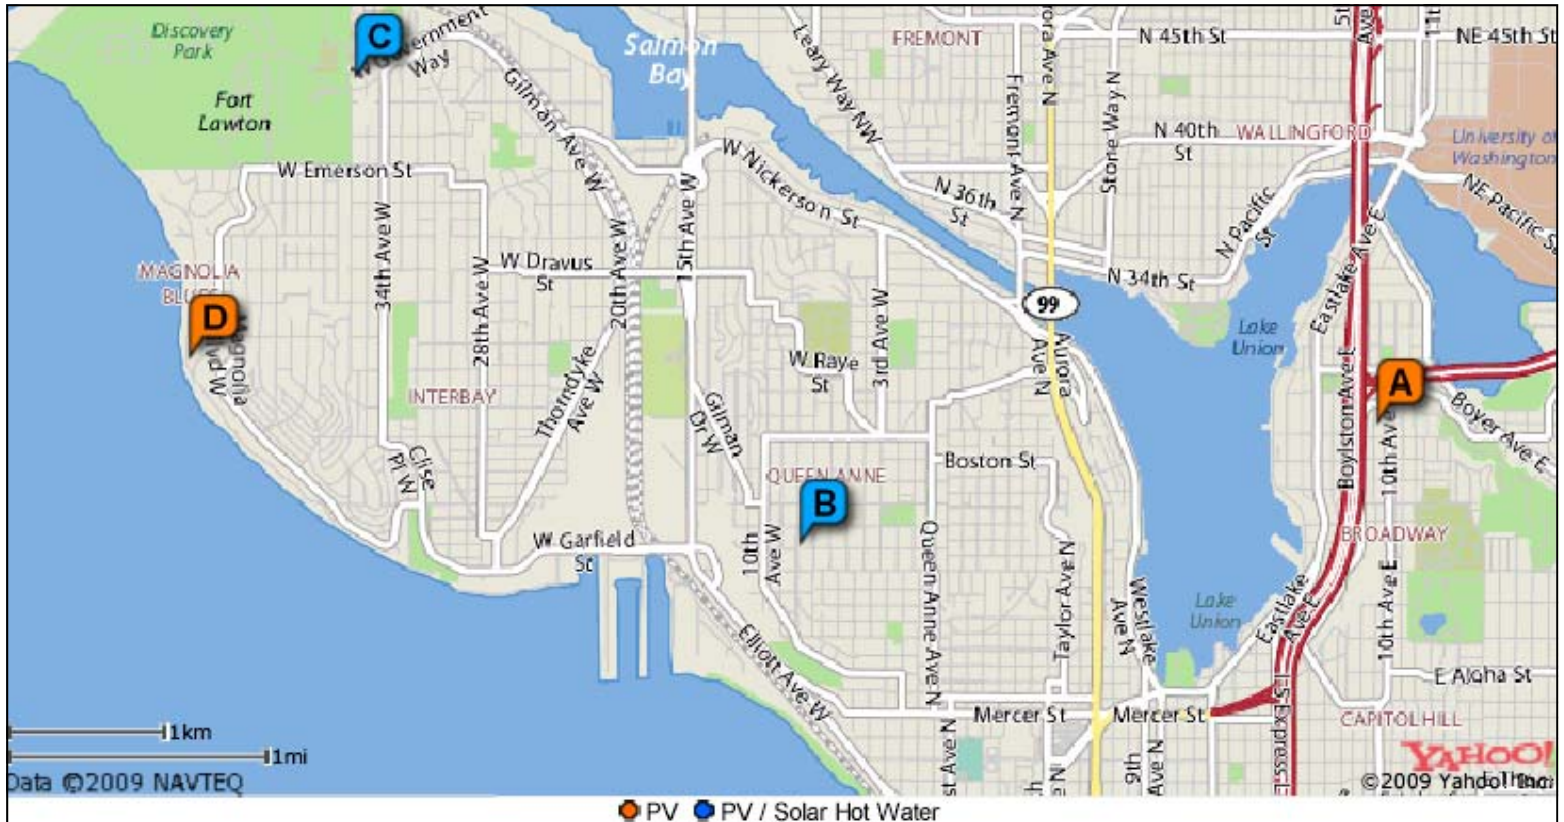 Discovery
Park
Fort
Lawton
C
Way
Gilman Ave W
Salmon
Bay
Leary Way NW
FREMONT
Fremont Ave N
Stone Way N
N 45th St
NE 45th St
N 40th
St
WALLINGFORD
University of
Washington
NE Pacific St
N Pacific
St
N 36th
St
N 34th St
W Emerson St
W Nickerson St
15th Ave W
20th Ave W
34th Ave W
28th Ave W
W Dravus
St
MAGNOLIA
D
Magnolia
INTERBAY
Thorndyke
Ave W
Clise
Pl W
W Raye
St
3rd Ave W
Gilman
Dr W
99
Aurora
Ave N
Lake
Union
Eastlake Ave E
Boylston Ave E
A
Boyer Ave E
10th Ave E
BROADWAY
Boston St
QUEEN ANNE
B
10th
Ave W
Queen Anne Ave N
Taylor Ave N
Westlake
Ave N
Lake
Union
Eastlake
Ave E
10th Ave E
W Garfield
St
Elliott Ave W
Mercer St
Mercer St
E Aloha St
CAPITOL HILL
9th
Ave N
1km
1mi
Data ©2009 NAVTEQ
YAHOO!
©2009 Yahoo! Inc.
PV PV / Solar Hot Water